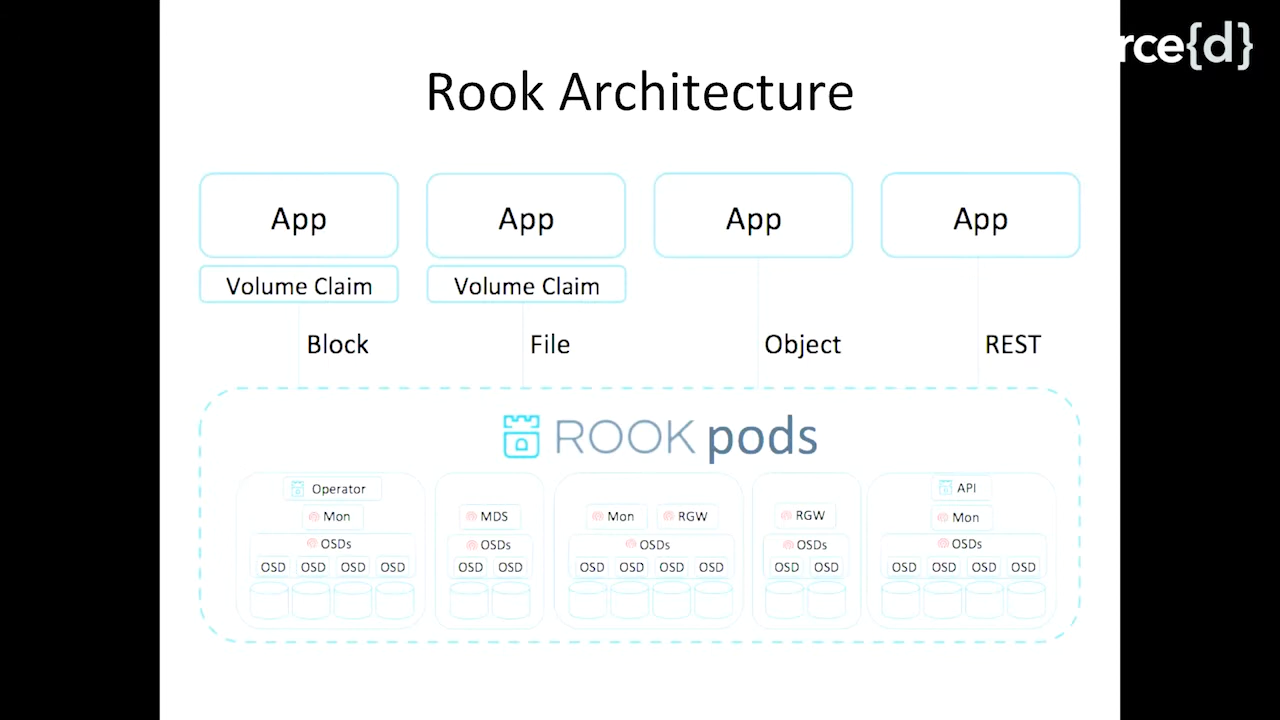 rce{d}
Rook Architecture
App App App App
Volume Claim Volume Claim
Block File Object REST
ROOK pods
Operator API
Mon MDS Mon RGW RGW Mon
OSDs OSDs OSDs OSDs OSDs
OSD OSD OSD OSD OSD OSD OSD OSD OSD OSD OSD OSD OSD OSD OSD OSD